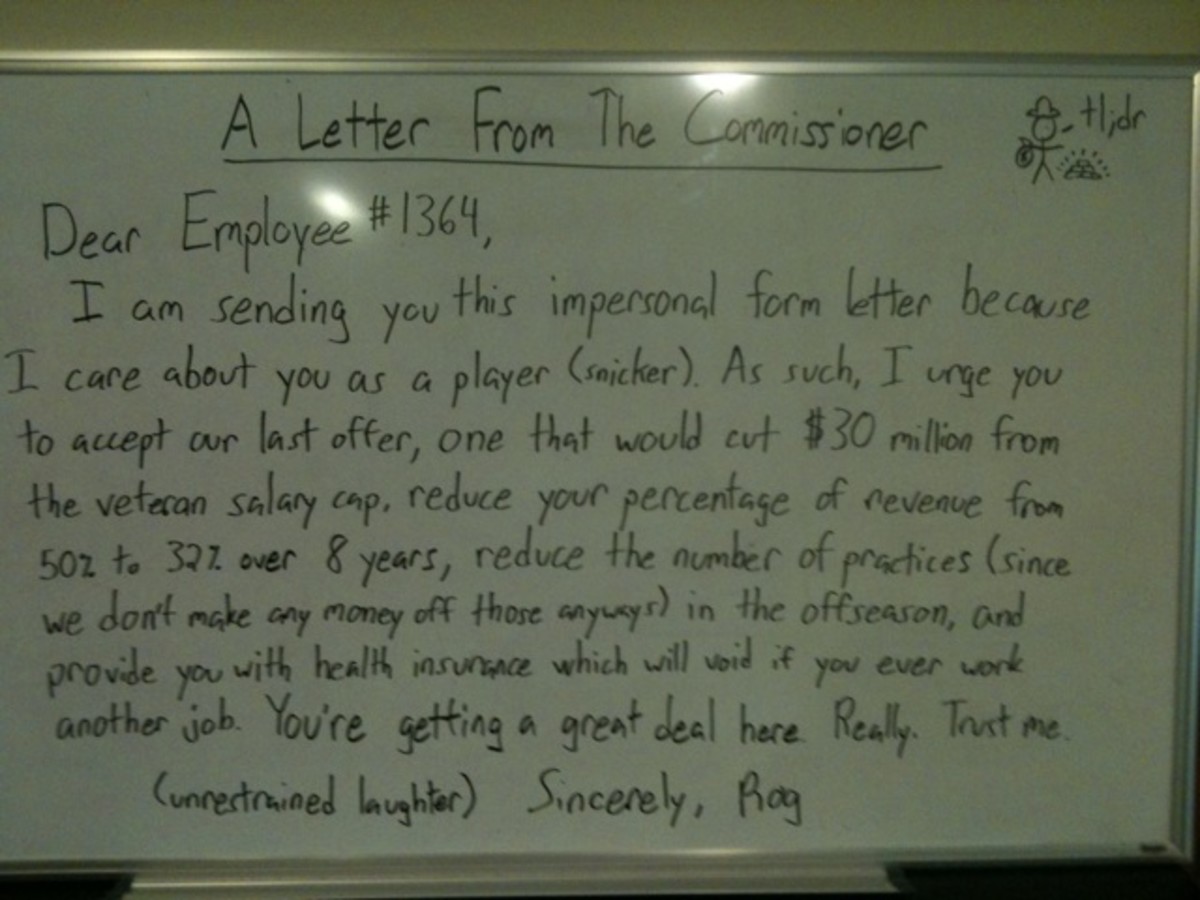 A Letter From The Commissioner
tl;dr
Dear Employee #1364,
I am sending you this impersonal form letter because
I care about you as a player (snicker). As such, I urge you
to accept our last offer, one that would cut $30 million from
the veteran salary cap, reduce your percentage of revenue from
50% to 32% over 8 years, reduce the number of practices (since
we don't make any money off those anyways) in the offseason, and
provide you with health insurance which will void if you ever work
another job. You're getting a great deal here. Really. Trust me.
(unrestrained laughter) Sincerely, Rog